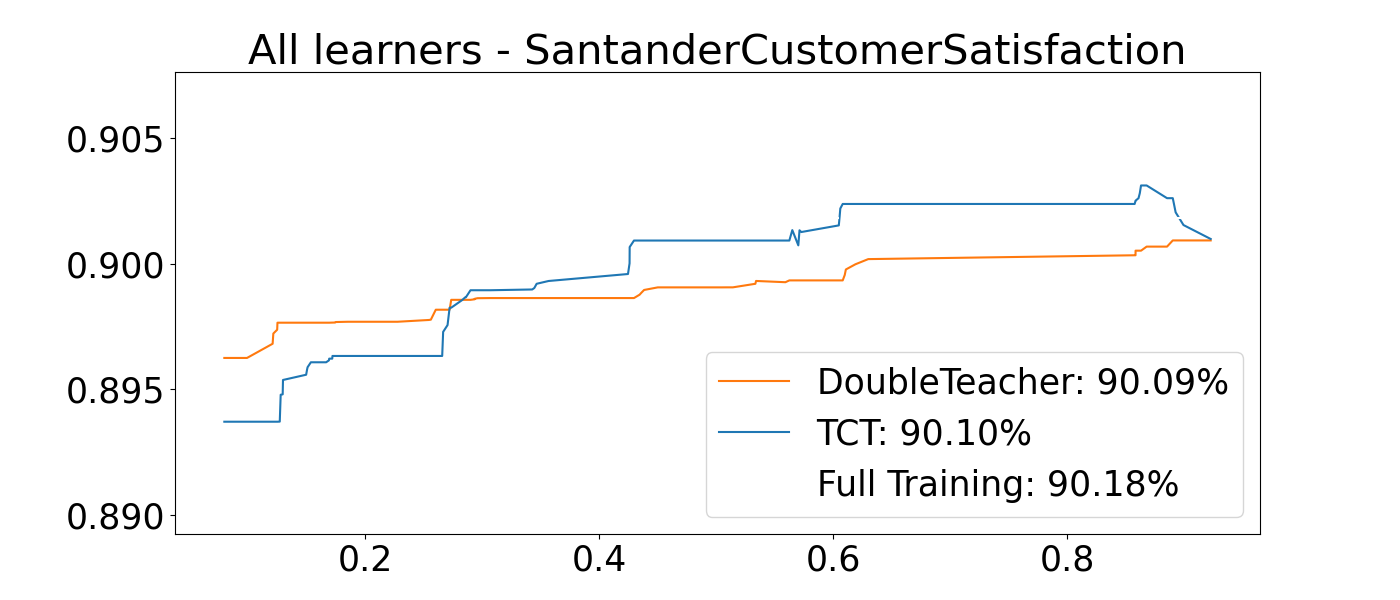 All learners - SantanderCustomerSatisfaction
0.905
0.900
0.895
0.890
DoubleTeacher: 90.09%
TCT: 90.10%
Full Training: 90.18%
0.2 0.4 0.6 0.8